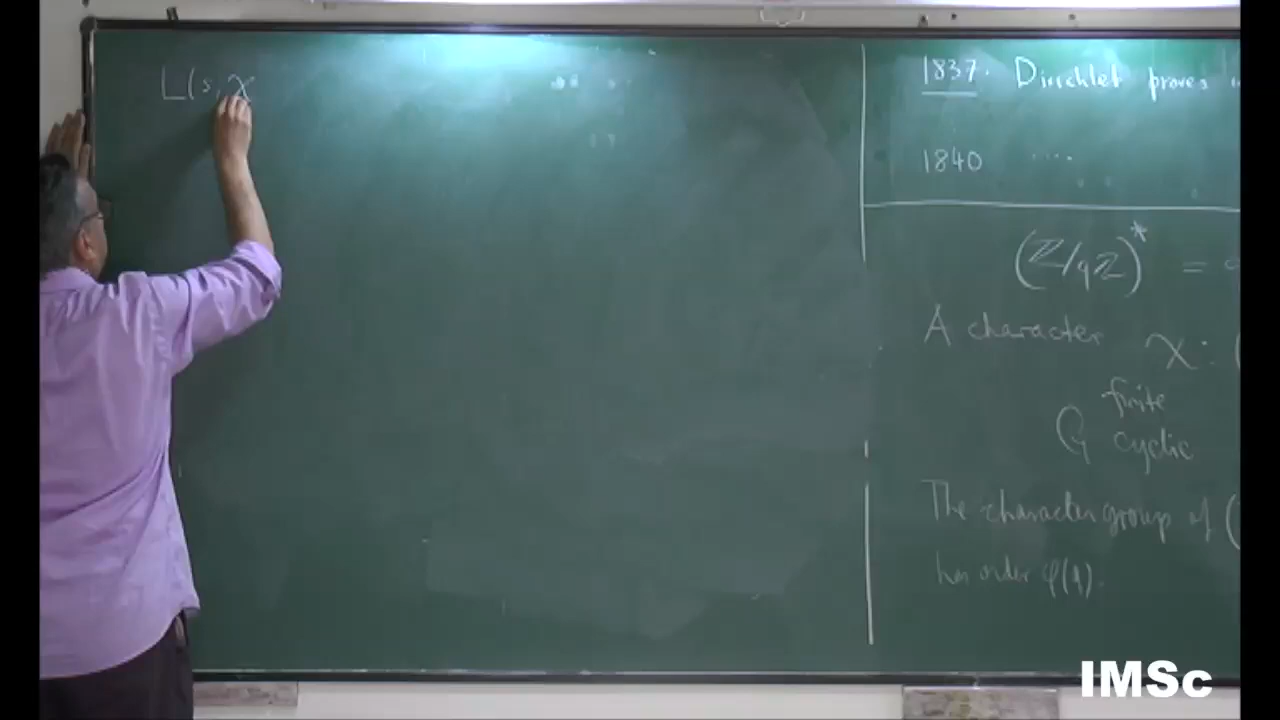 L(s, χ
1837. Dirichlet proves
1840 ....
(ℤ/qℤ)* =
A character χ: (
finite
G cyclic
The character group of (
has order φ(q).
IMSc